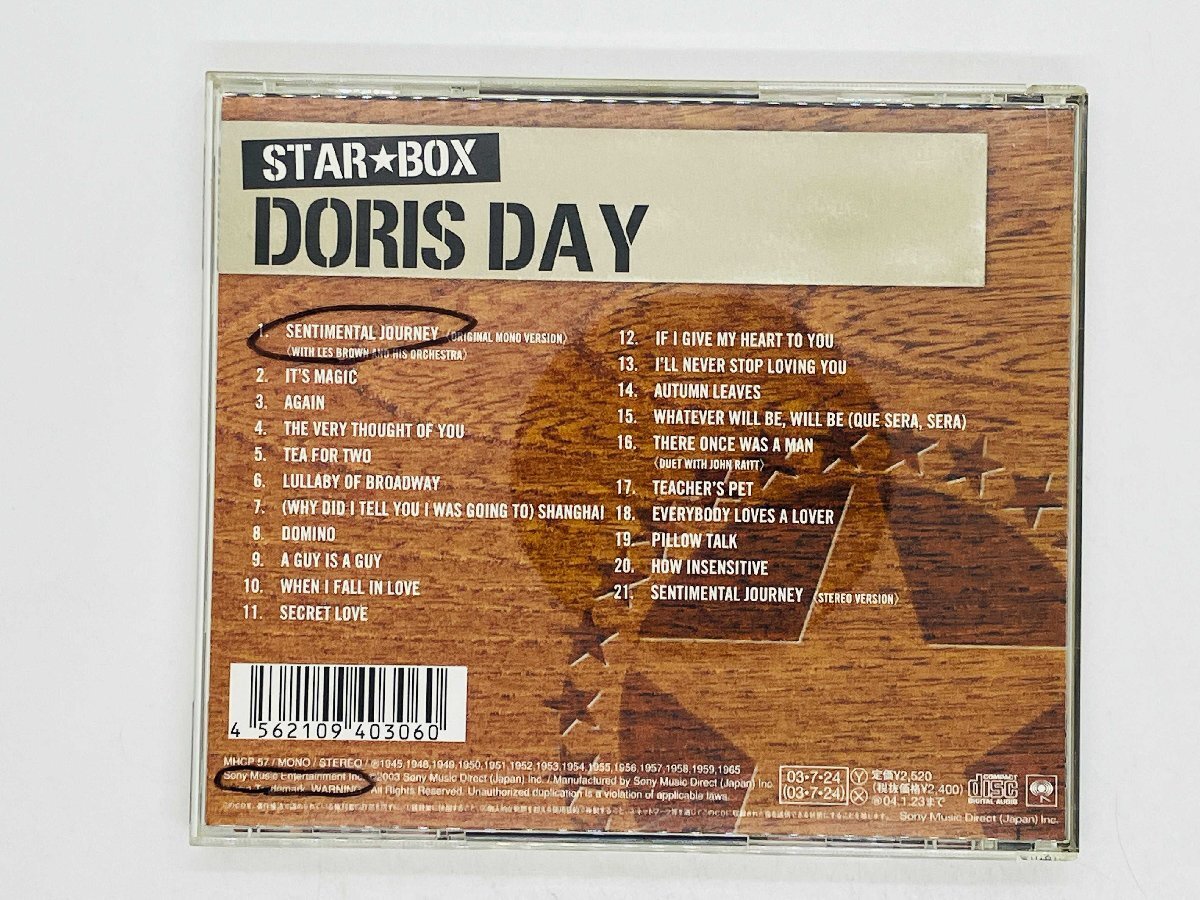 STAR★BOX
DORIS DAY
1. SENTIMENTAL JOURNEY 〈ORIGINAL MONO VERSION〉
〈WITH LES BROWN AND HIS ORCHESTRA〉
2. IT'S MAGIC
3. AGAIN
4. THE VERY THOUGHT OF YOU
5. TEA FOR TWO
6. LULLABY OF BROADWAY
7. (WHY DID I TELL YOU I WAS GOING TO) SHANGHAI
8. DOMINO
9. A GUY IS A GUY
10. WHEN I FALL IN LOVE
11. SECRET LOVE
12. IF I GIVE MY HEART TO YOU
13. I'LL NEVER STOP LOVING YOU
14. AUTUMN LEAVES
15. WHATEVER WILL BE, WILL BE (QUE SERA, SERA)
16. THERE ONCE WAS A MAN
〈DUET WITH JOHN RAITT〉
17. TEACHER'S PET
18. EVERYBODY LOVES A LOVER
19. PILLOW TALK
20. HOW INSENSITIVE
21. SENTIMENTAL JOURNEY 〈STEREO VERSION〉
4 562109 403060
MHCP 57 / MONO / STEREO / ℗1945,1948,1949,1950,1951,1952,1953,1954,1955,1956,1957,1958,1959,1965
Sony Music Entertainment Inc. ©2003 Sony Music Direct (Japan) Inc. / Manufactured by Sony Music Direct (Japan) Inc.
WARNING: All Rights Reserved. Unauthorized duplication is a violation of applicable laws.
03・7・24
(03・7・24)
Ⓨ 定価¥2,520
(税抜価格¥2,400)
04.1.23まで
COMPACT
disc
DIGITAL AUDIO
Sony Music Direct (Japan) Inc.